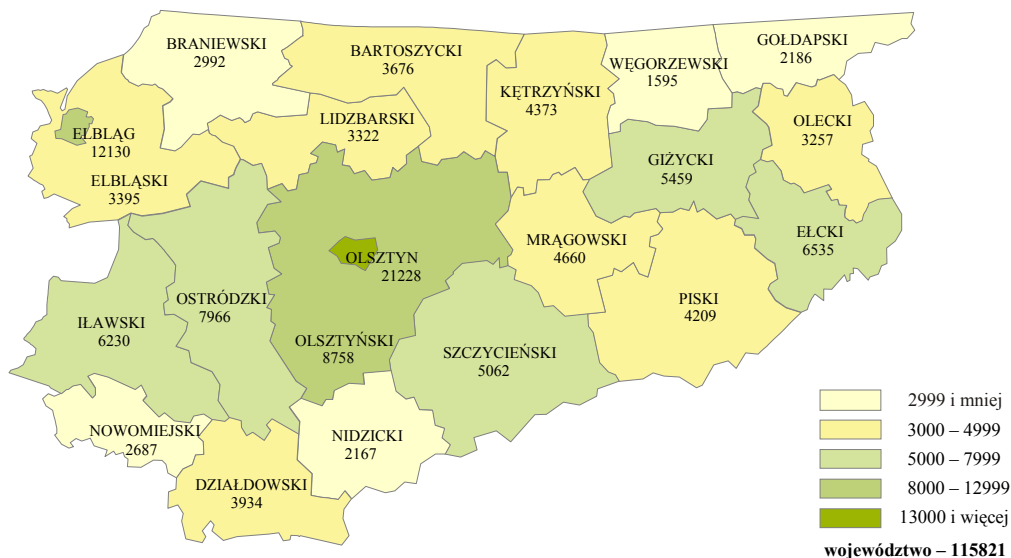 BRANIEWSKI
2992
BARTOSZYCKI
3676
WĘGORZEWSKI
1595
GOŁDAPSKI
2186
KĘTRZYŃSKI
4373
LIDZBARSKI
3322
OLECKI
3257
ELBLĄG
12130
ELBLĄSKI
3395
GIŻYCKI
5459
EŁCKI
6535
MRĄGOWSKI
4660
OLSZTYN
21228
OSTRÓDZKI
7966
PISKI
4209
IŁAWSKI
6230
OLSZTYŃSKI
8758
SZCZYCIEŃSKI
5062
NOWOMIEJSKI
2687
NIDZICKI
2167
DZIAŁDOWSKI
3934
2999 i mniej
3000 – 4999
5000 – 7999
8000 – 12999
13000 i więcej
województwo – 115821